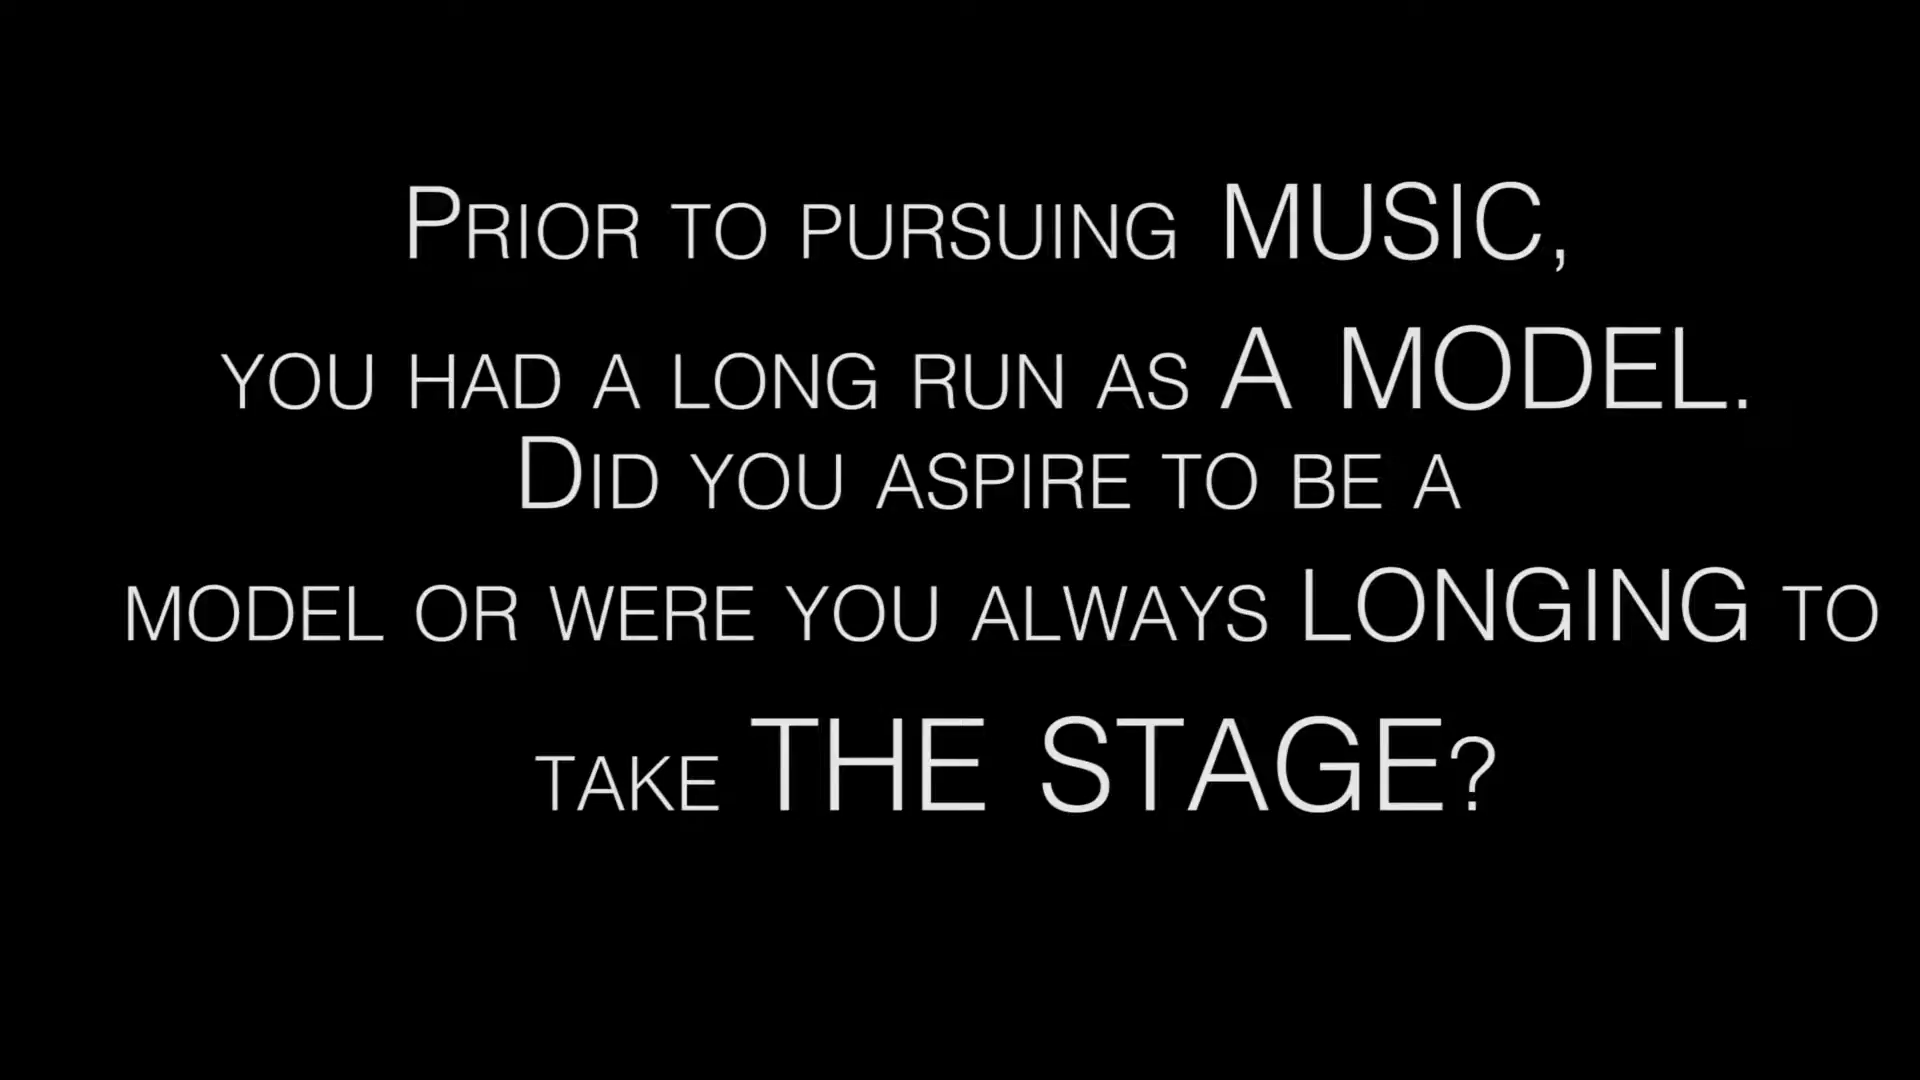 Prior to pursuing MUSIC,
you had a long run as A MODEL.
Did you aspire to be a
model or were you always LONGING to
take THE STAGE?